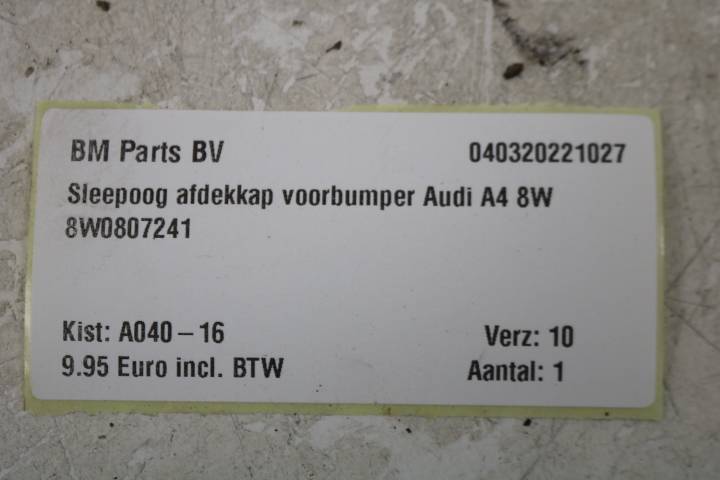 BM Parts BV 040320221027
Sleepoog afdekkap voorbumper Audi A4 8W
8W0807241
Kist: A040-16 Verz: 10
9.95 Euro incl. BTW Aantal: 1